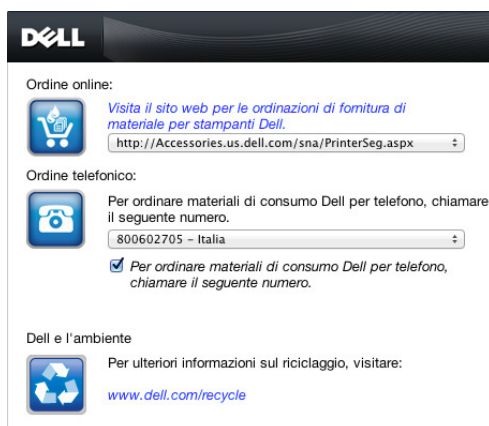 DELL
Ordine online:
Visita il sito web per le ordinazioni di fornitura di
materiale per stampanti Dell.
http://Accessories.us.dell.com/sna/PrinterSeg.aspx
Ordine telefonico:
Per ordinare materiali di consumo Dell per telefono, chiamare
il seguente numero.
800602705 – Italia
Per ordinare materiali di consumo Dell per telefono,
chiamare il seguente numero.
Dell e l'ambiente
Per ulteriori informazioni sul riciclaggio, visitare:
www.dell.com/recycle